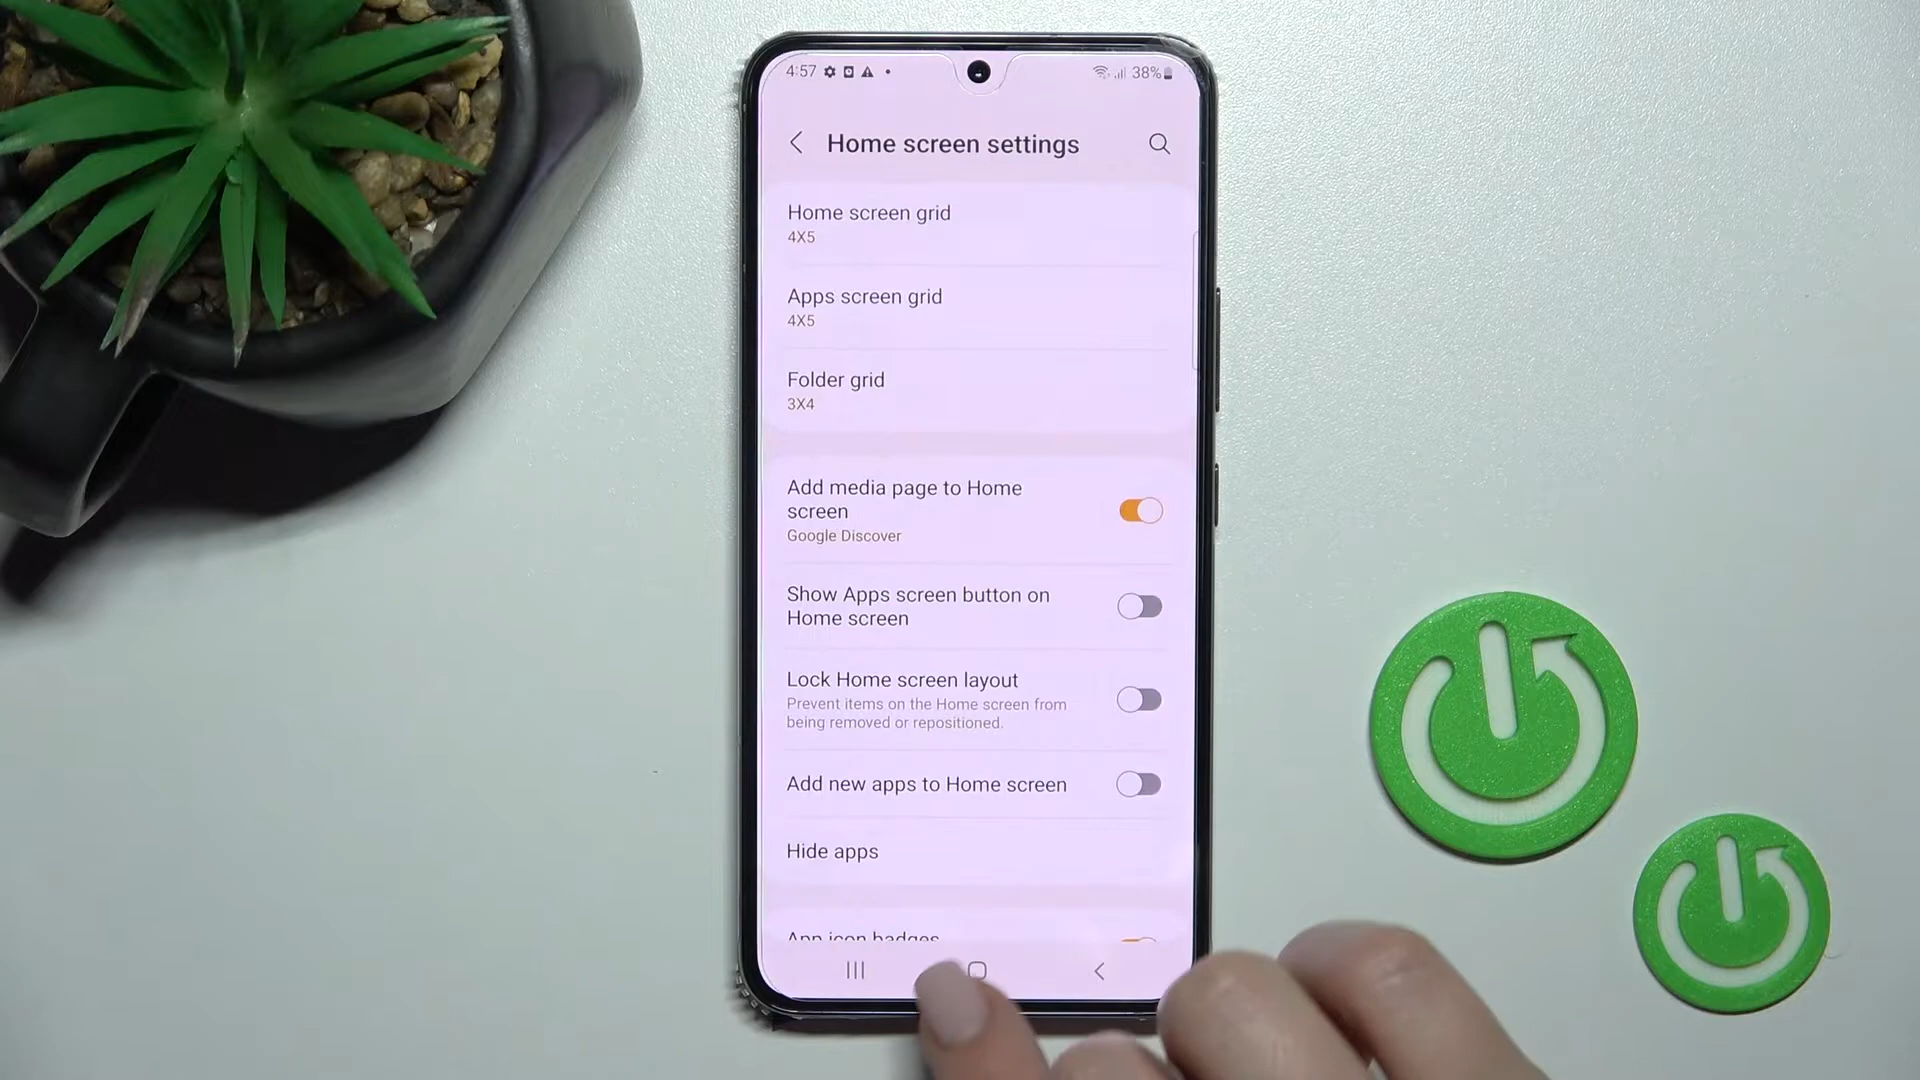 4:57
38%
Home screen settings
Home screen grid
4X5
Apps screen grid
4X5
Folder grid
3X4
Add media page to Home
screen
Google Discover
Show Apps screen button on
Home screen
Lock Home screen layout
Prevent items on the Home screen from
being removed or repositioned.
Add new apps to Home screen
Hide apps
App icon badges